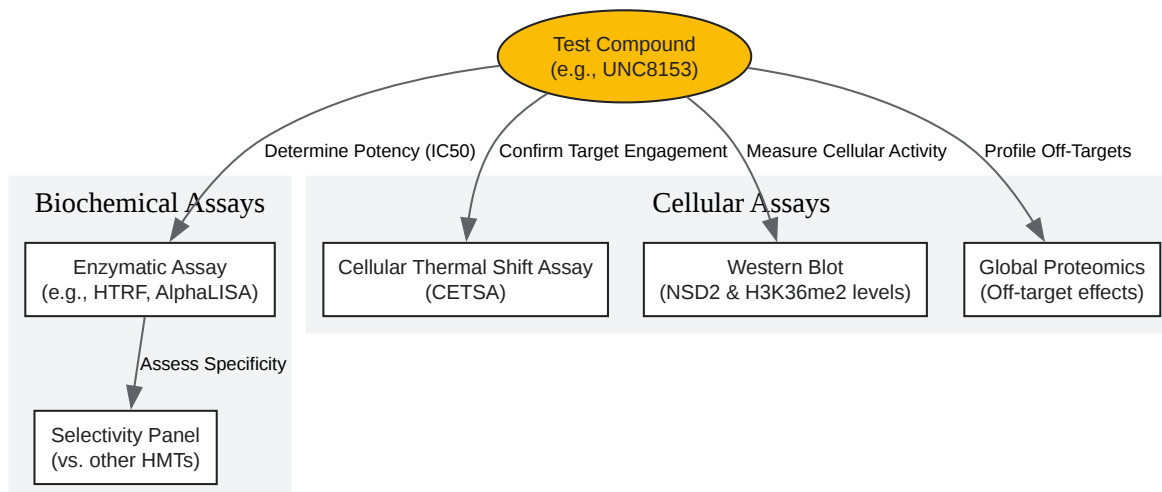 Test Compound
(e.g., UNC8153)
Determine Potency (IC50)
Confirm Target Engagement
Measure Cellular Activity
Profile Off-Targets
Biochemical Assays
Cellular Assays
Enzymatic Assay
(e.g., HTRF, AlphaLISA)
Cellular Thermal Shift Assay
(CETSA)
Western Blot
(NSD2 & H3K36me2 levels)
Global Proteomics
(Off-target effects)
Assess Specificity
Selectivity Panel
(vs. other HMTs)